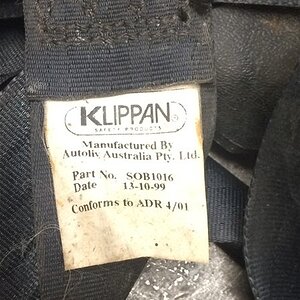 KLIPPAN®
SAFETY PRODUCTS
Manufactured By
Autoliv Australia Pty. Ltd.
Part No. SOB1016
Date 13-10-99
Conforms to ADR 4/01